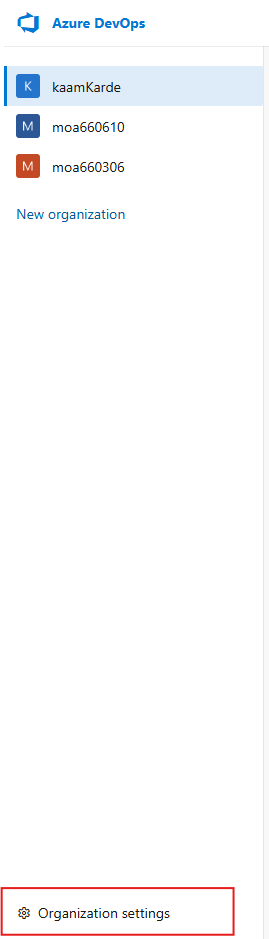 Azure DevOps
K kaamKarde
M moa660610
M moa660306
New organization
Organization settings